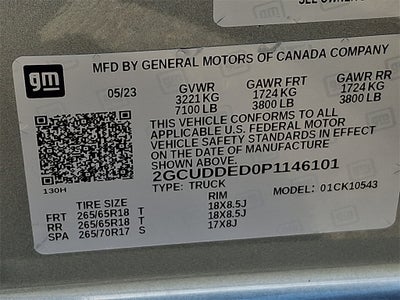 SEE OWNER
gm
MFD BY GENERAL MOTORS OF CANADA COMPANY
05/23 GVWR GAWR FRT GAWR RR
3221 KG 1724 KG 1724 KG
7100 LB 3800 LB 3800 LB
THIS VEHICLE CONFORMS TO ALL
APPLICABLE U.S. FEDERAL MOTOR
VEHICLE SAFETY STANDARDS IN EFFECT
ON THE DATE OF MANUFACTURE
SHOWN ABOVE.
2GCUDDED0P1146101
130H TYPE: TRUCK MODEL: 01CK10543
TIRE SIZE RIM
FRT 265/65R18 T 18X8.5J
RR 265/65R18 T 18X8.5J
SPA 265/70R17 S 17X8J